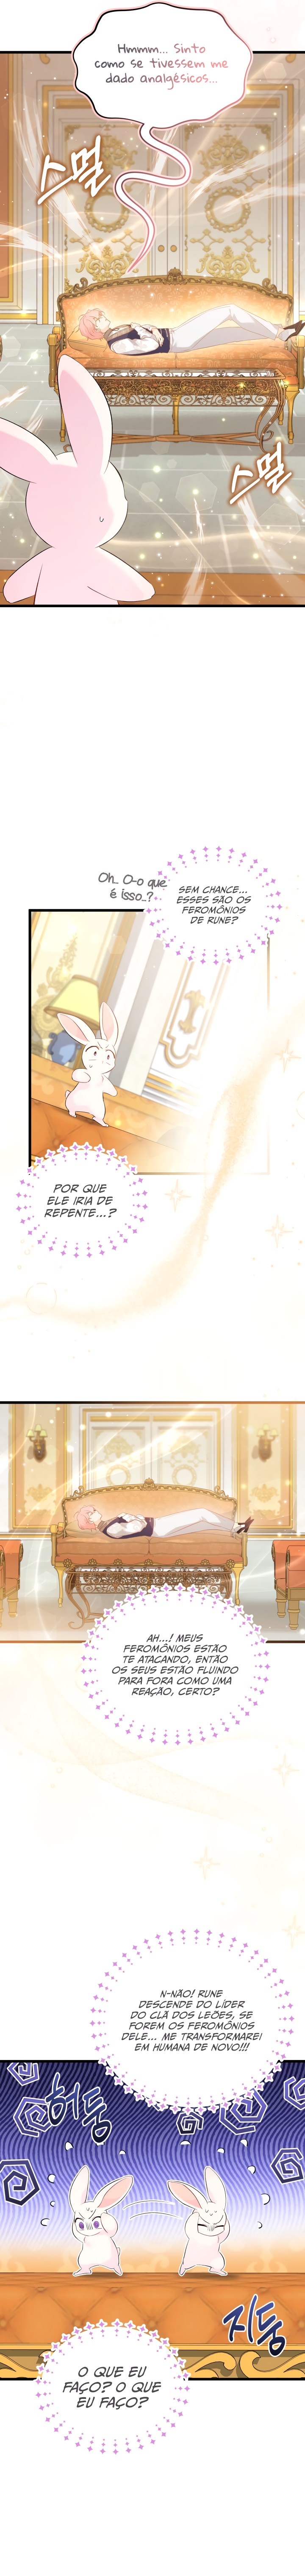 Hmmm... Sinto
como se tivessem me
dado analgésicos...
스멀
스멀
Oh.. O-o que
é isso..?
SEM CHANCE...
ESSES SÃO OS
FEROMÔNIOS
DE RUNE?
POR QUE
ELE IRIA DE
REPENTE...?
AH...! MEUS
FEROMÔNIOS ESTÃO
TE ATACANDO, ENTÃO
OS SEUS ESTÃO FLUINDO
PARA FORA COMO UMA
REAÇÃO, CERTO?
N-NÃO! RUNE
DESCENDE DO LÍDER
DO CLÃ DOS LEÕES, SE
FOREM OS FEROMÔNIOS
DELE... ME TRANSFORMAREI
EM HUMANA DE NOVO!!!
허둥
지둥
O QUE EU
FAÇO? O QUE
EU FAÇO?